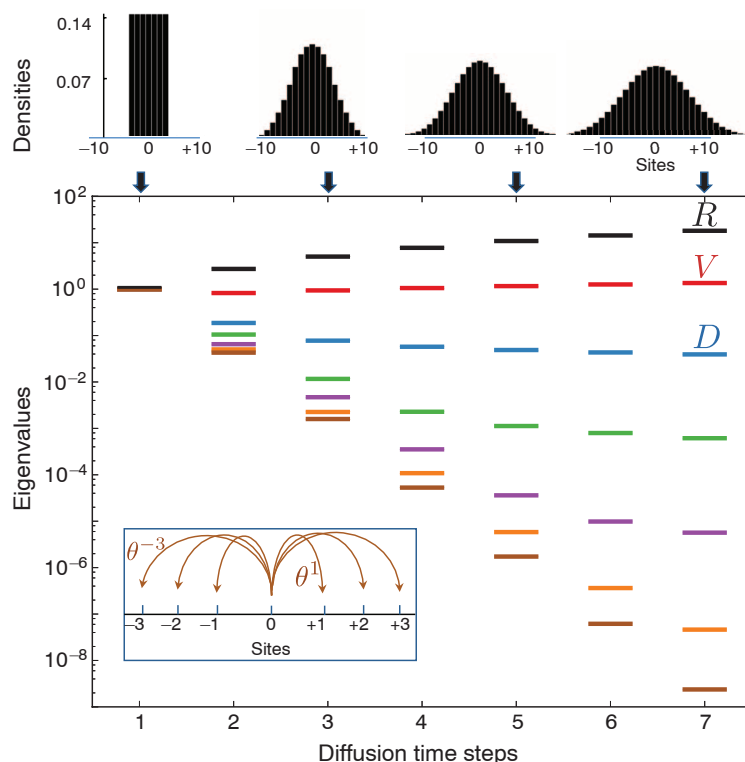 0.14
0.07
Densities
−10 0 +10
−10 0 +10
−10 0 +10
−10 0 +10
Sites
10²
10⁰
10⁻²
10⁻⁴
10⁻⁶
10⁻⁸
Eigenvalues
R
V
D
θ⁻³
θ¹
−3 −2 −1 0 +1 +2 +3
Sites
1 2 3 4 5 6 7
Diffusion time steps